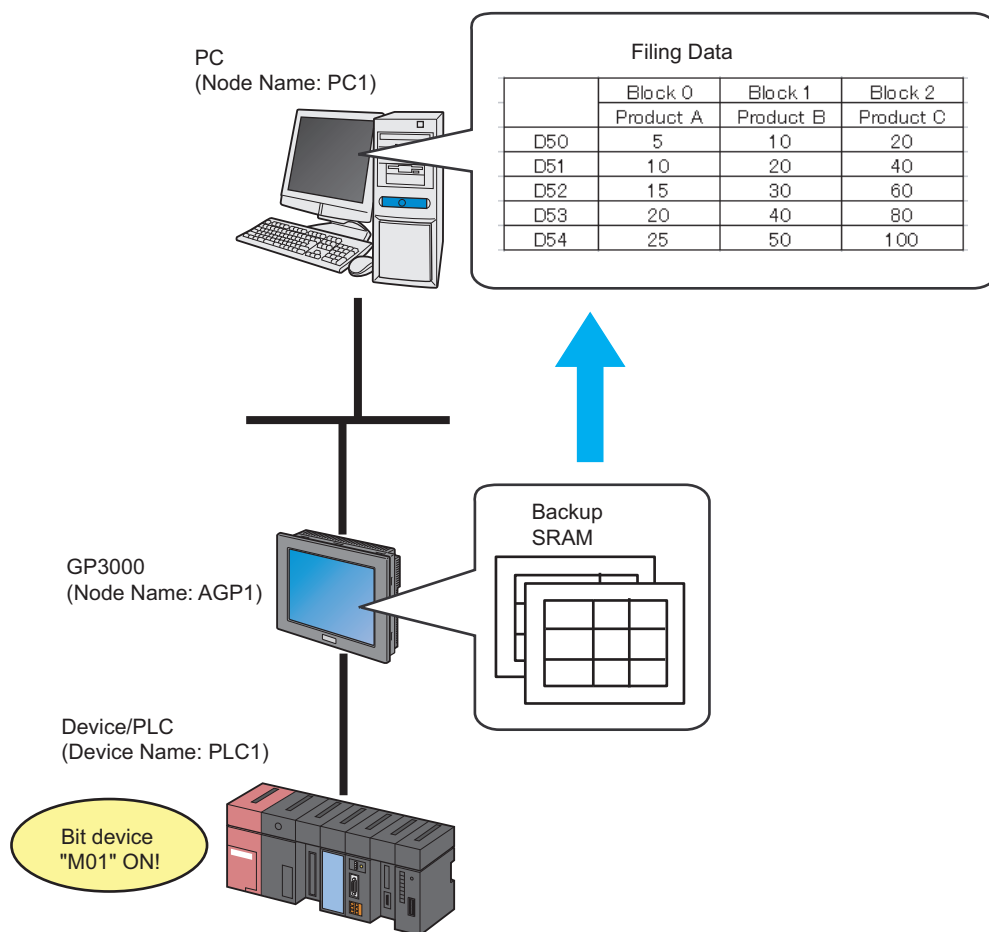 PC
(Node Name: PC1)
Filing Data
Block 0 Block 1 Block 2
Product A Product B Product C
D50 5 10 20
D51 10 20 40
D52 15 30 60
D53 20 40 80
D54 25 50 100
Backup
SRAM
GP3000
(Node Name: AGP1)
Device/PLC
(Device Name: PLC1)
Bit device
"M01" ON!